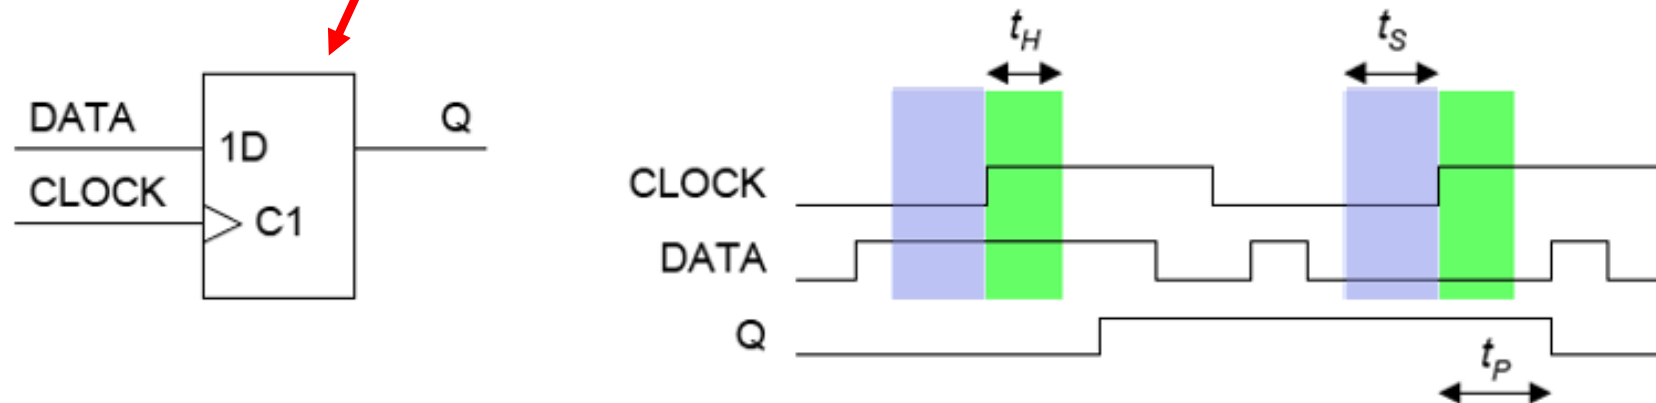 DATA
1D
Q
CLOCK
C1
tH
tS
CLOCK
DATA
Q
tP